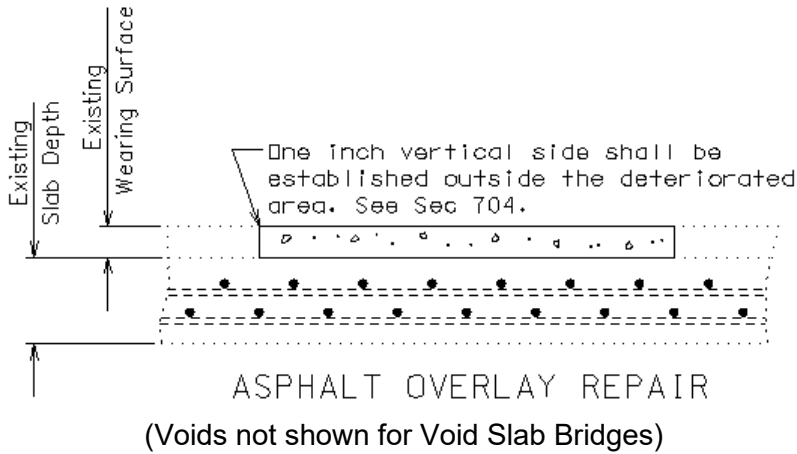 Existing
Slab Depth
Existing
Wearing Surface
One inch vertical side shall be
established outside the deteriorated
area. See Sec 704.
ASPHALT OVERLAY REPAIR
(Voids not shown for Void Slab Bridges)